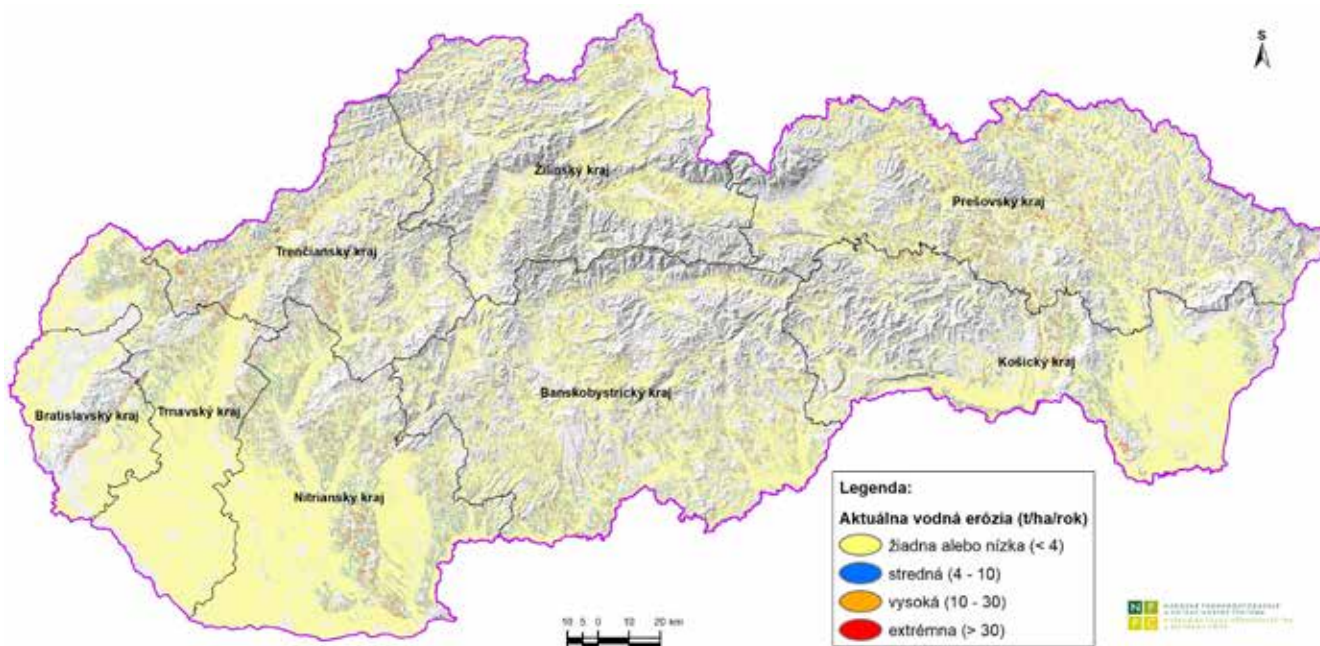 S
Žilinský kraj
Prešovský kraj
Trenčiansky kraj
Košický kraj
Banskobystrický kraj
Bratislavský kraj
Trnavský kraj
Nitriansky kraj
Legenda:
Aktuálna vodná erózia (t/ha/rok)
žiadna alebo nízka (< 4)
stredná (4 - 10)
vysoká (10 - 30)
extrémna (> 30)
10 5 0 10 20 km
N P
P C